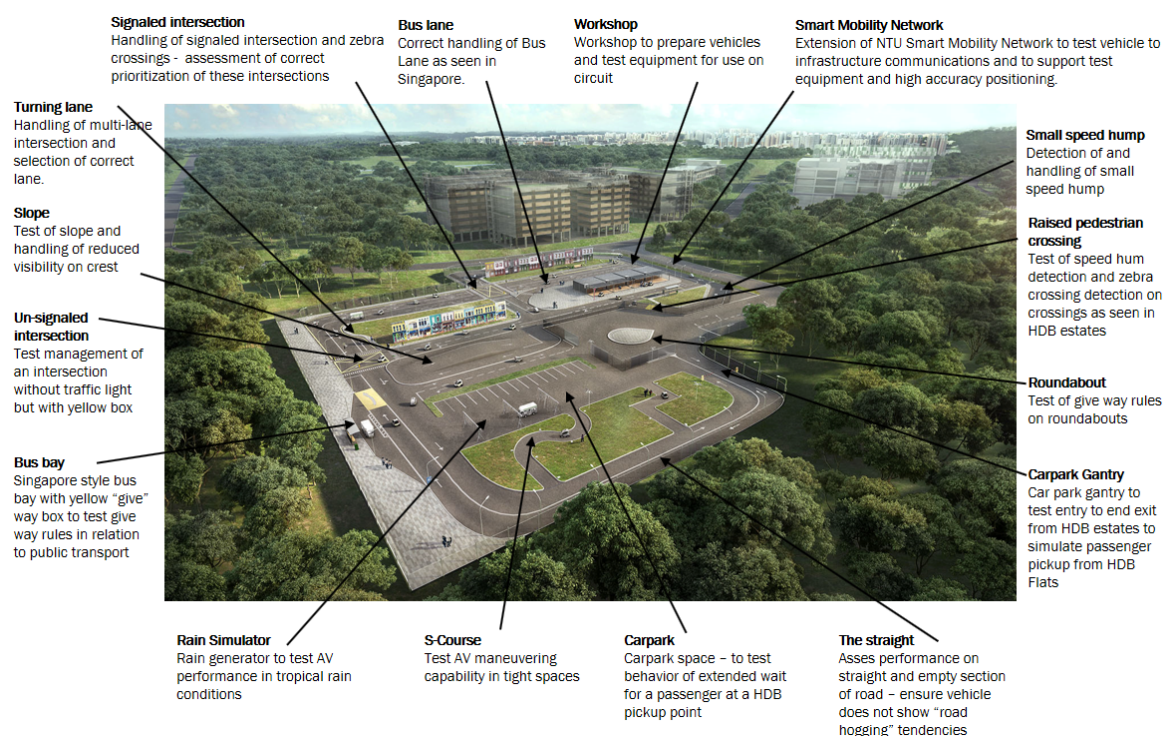 Signaled intersection
Handling of signaled intersection and zebra
crossings - assessment of correct
prioritization of these intersections
Bus lane
Correct handling of Bus
Lane as seen in
Singapore.
Workshop
Workshop to prepare vehicles
and test equipment for use on
circuit
Smart Mobility Network
Extension of NTU Smart Mobility Network to test vehicle to
infrastructure communications and to support test
equipment and high accuracy positioning.
Turning lane
Handling of multi-lane
intersection and
selection of correct
lane.
Slope
Test of slope and
handling of reduced
visibility on crest
Un-signaled
intersection
Test management of
an intersection
without traffic light
but with yellow box
Bus bay
Singapore style bus
bay with yellow “give”
way box to test give
way rules in relation
to public transport
Small speed hump
Detection of and
handling of small
speed hump
Raised pedestrian
crossing
Test of speed hum
detection and zebra
crossing detection on
crossings as seen in
HDB estates
Roundabout
Test of give way rules
on roundabouts
Carpark Gantry
Car park gantry to
test entry to end exit
from HDB estates to
simulate passenger
pickup from HDB
Flats
Rain Simulator
Rain generator to test AV
performance in tropical rain
conditions
S-Course
Test AV maneuvering
capability in tight spaces
Carpark
Carpark space – to test
behavior of extended wait
for a passenger at a HDB
pickup point
The straight
Asses performance on
straight and empty section
of road – ensure vehicle
does not show “road
hogging” tendencies